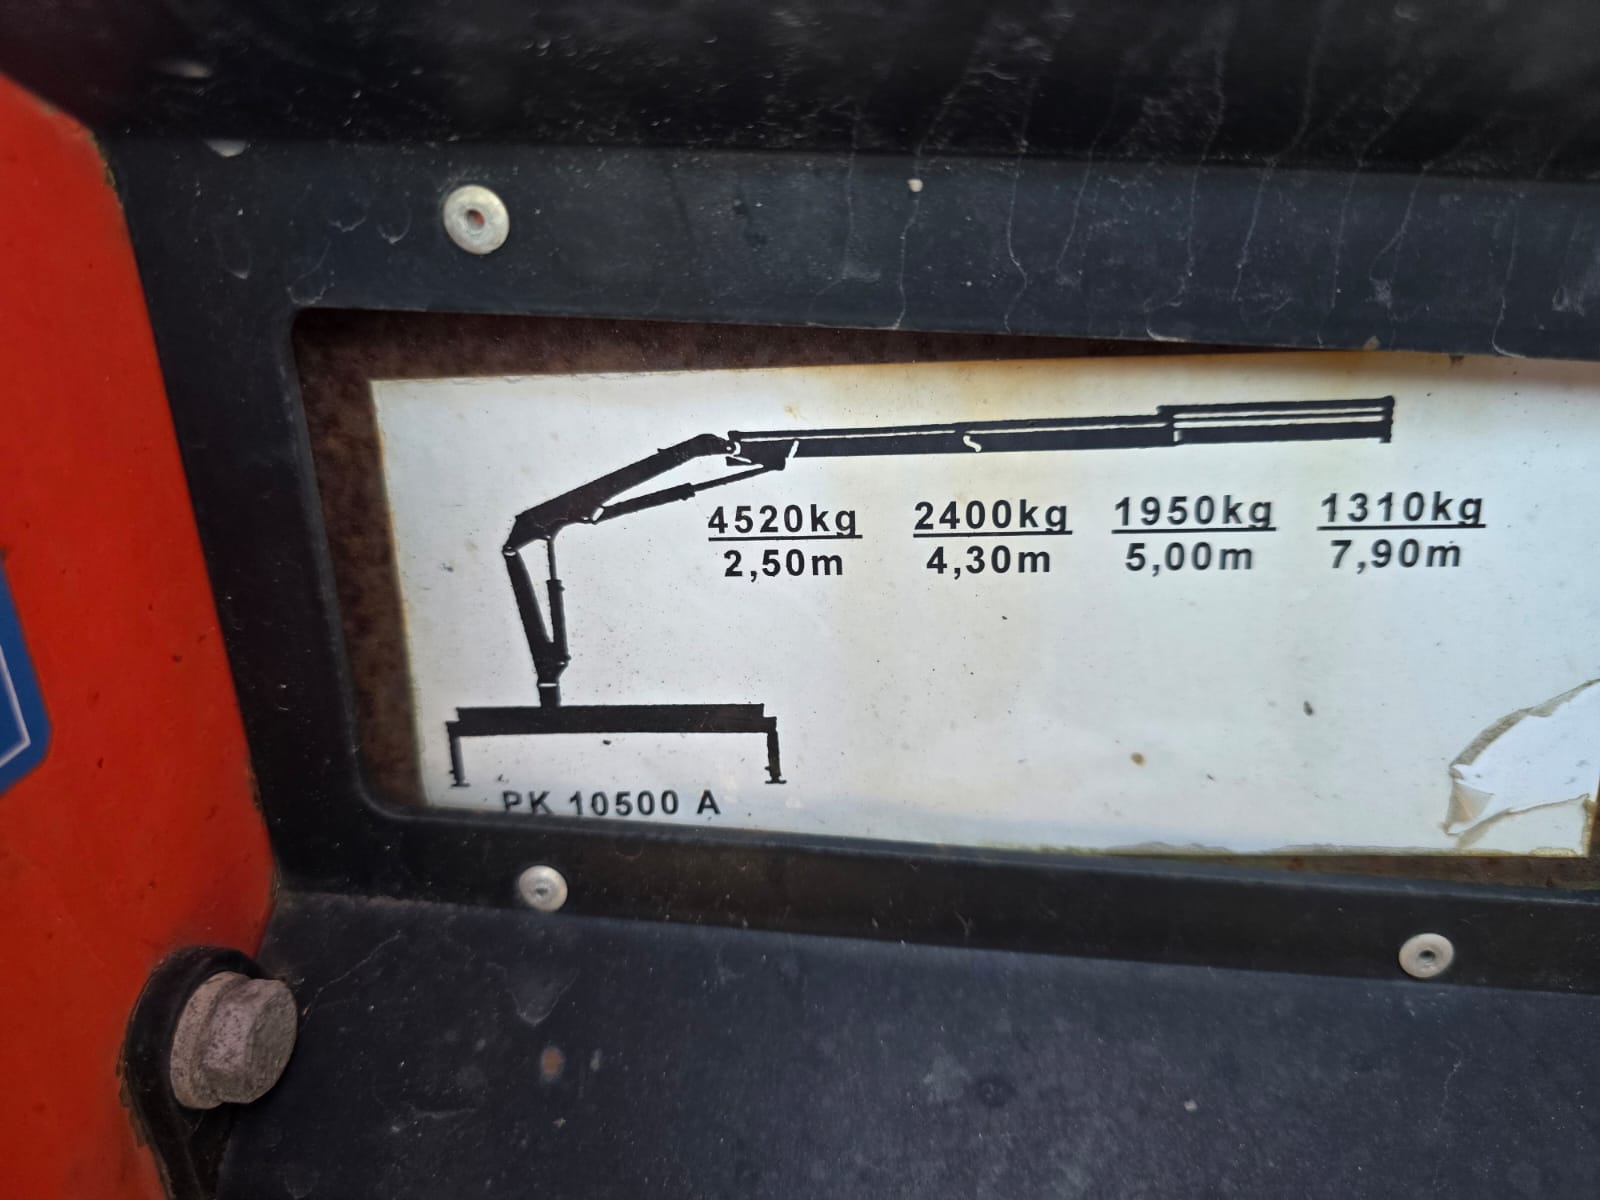 4520kg 2400kg 1950kg 1310kg
2,50m 4,30m 5,00m 7,90m
PK 10500 A